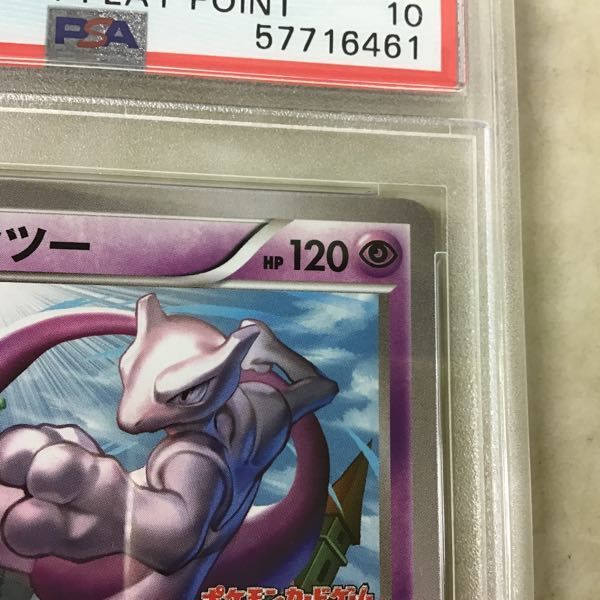 PLAY POINT 10
PSA 57716461
ツー HP 120
ポケモンカードゲーム